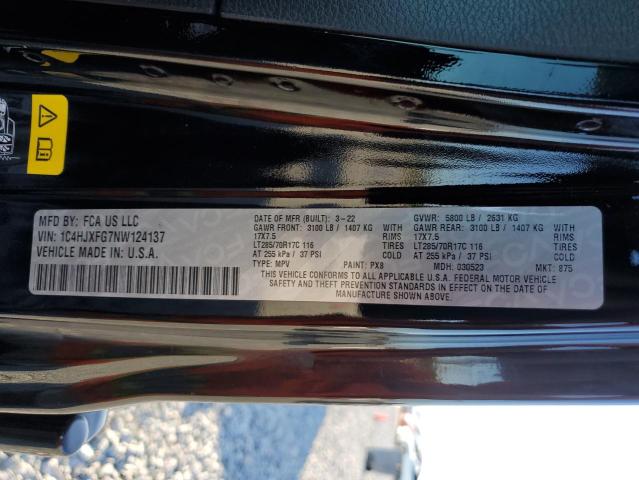 MFD BY: FCA US LLC
VIN: 1C4HJXFG7NW124137
VEHICLE MADE IN U.S.A.
DATE OF MFR (BUILT): 3-22 GVWR: 5800 LB / 2631 KG
GAWR FRONT: 3100 LB / 1407 KG GAWR REAR: 3100 LB / 1407 KG
17X7.5 RIMS 17X7.5 RIMS
LT285/70R17C 116 TIRES LT285/70R17C 116 TIRES
AT 255 kPa / 37 PSI COLD AT 255 kPa / 37 PSI COLD
TYPE: MPV PAINT: PX8 MDH: 030523 MKT: 875
THIS VEHICLE CONFORMS TO ALL APPLICABLE U.S.A. FEDERAL MOTOR VEHICLE
SAFETY AND THEFT PREVENTION STANDARDS IN EFFECT ON THE DATE OF
MANUFACTURE SHOWN ABOVE.